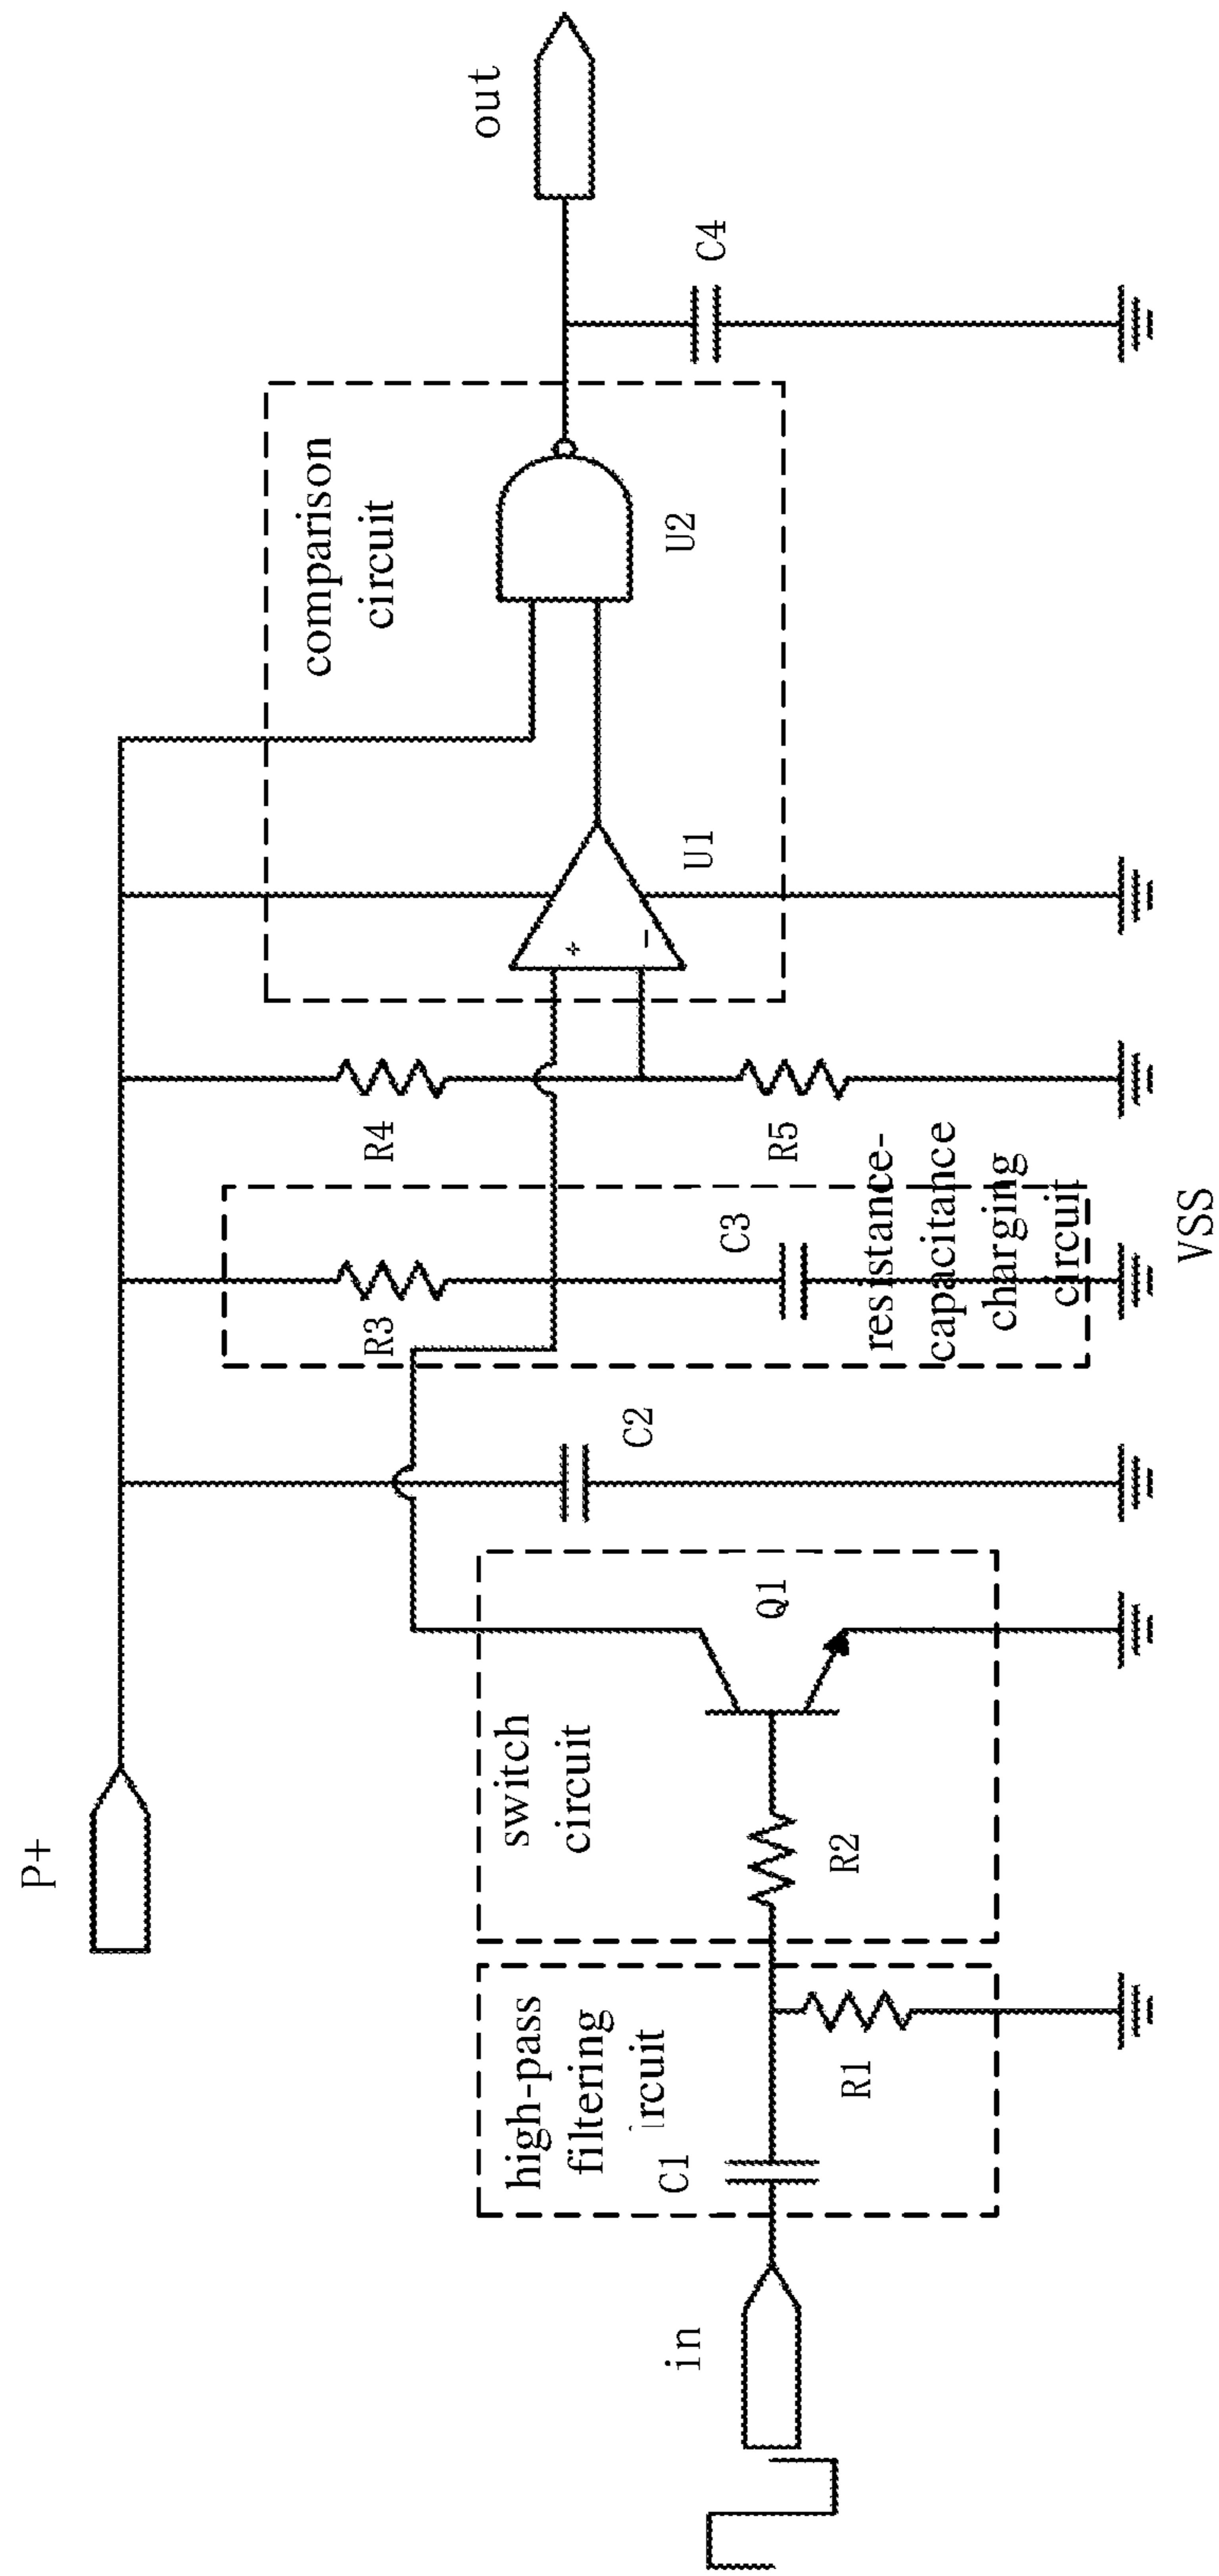 P+
in
high-pass
filtering
ircuit
C1
R1
switch
circuit
R2
Q1
C2
R3
C3
resistance-
capacitance
charging
circuit
R4
R5
comparison
circuit
U1
U2
C4
out
VSS
+
-